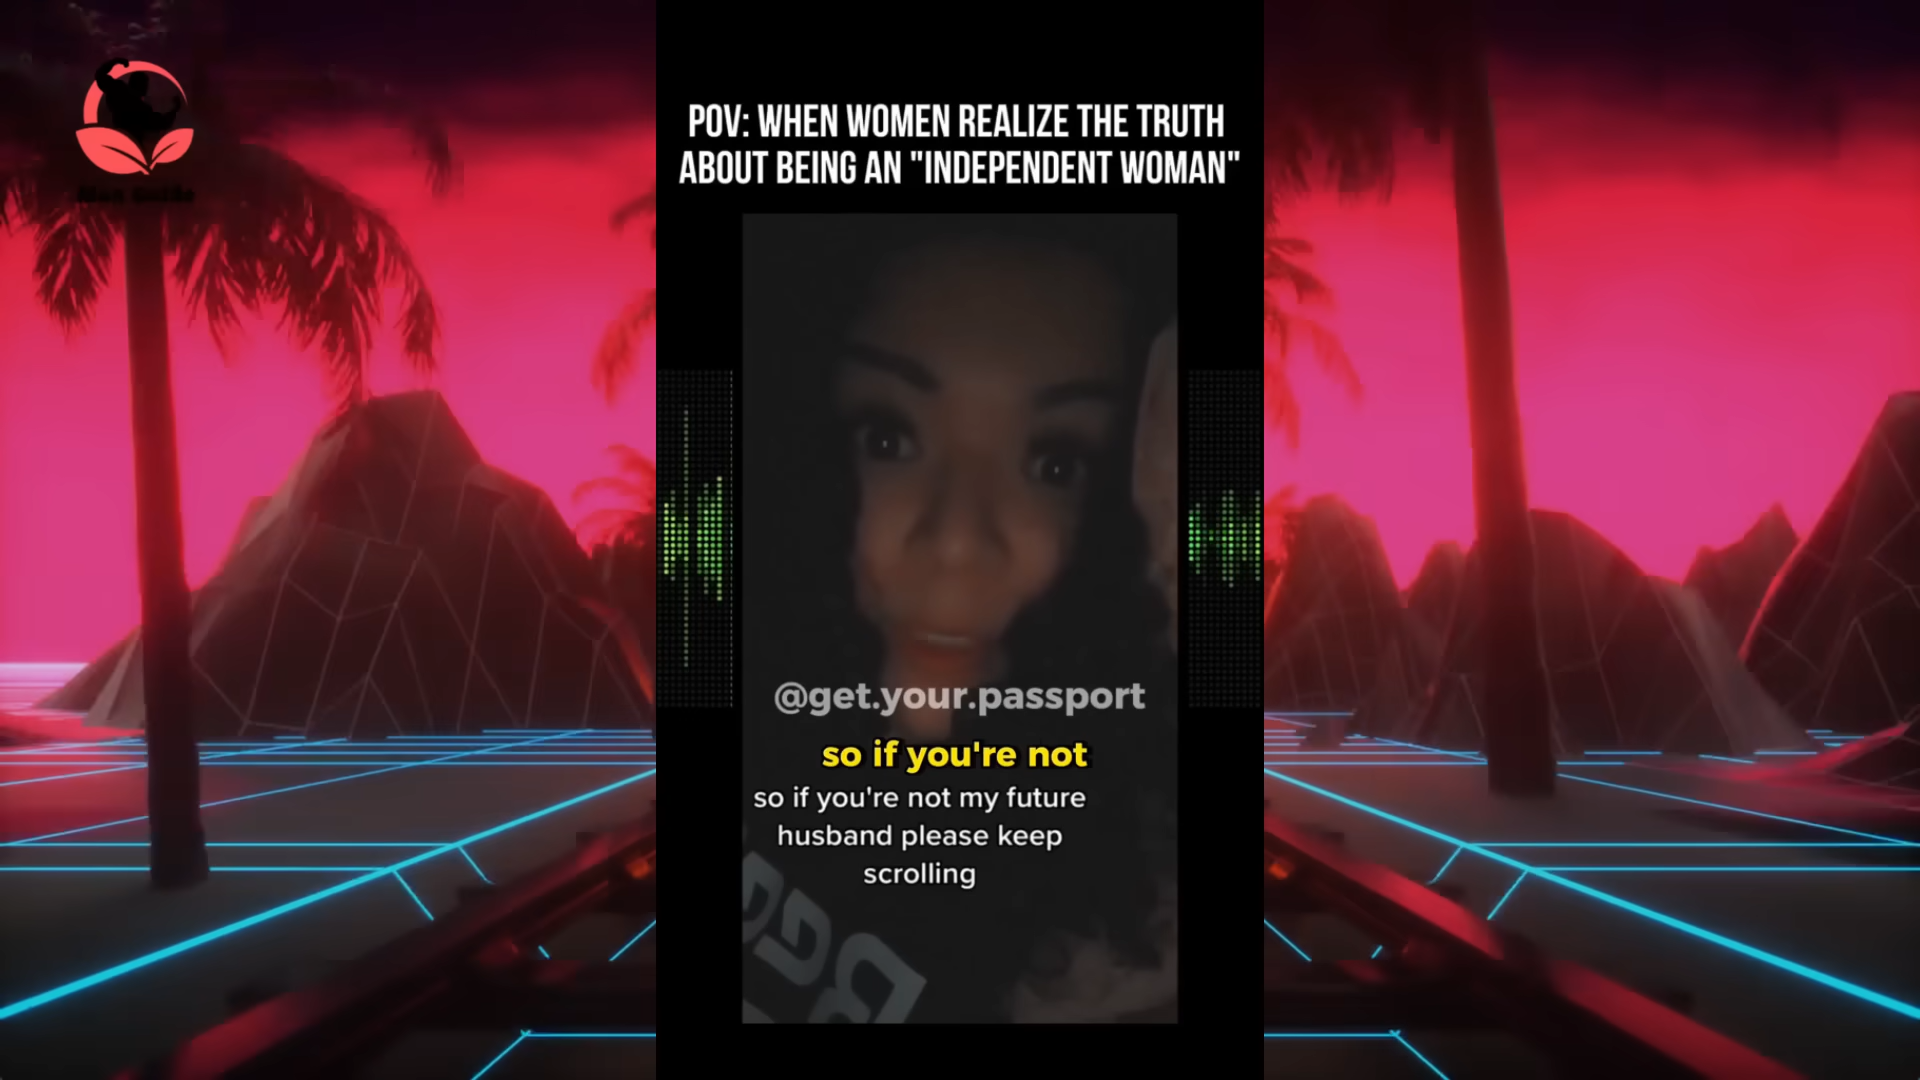 POV: WHEN WOMEN REALIZE THE TRUTH
ABOUT BEING AN "INDEPENDENT WOMAN"
@get.your.passport
so if you're not
so if you're not my future
husband please keep
scrolling